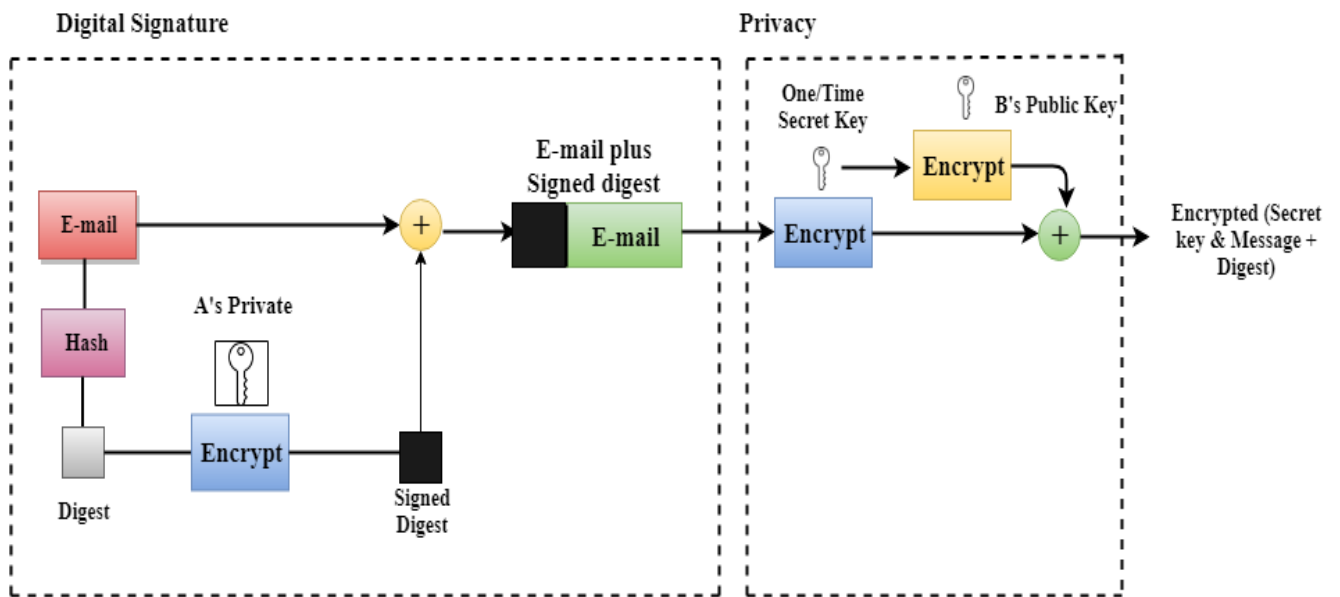 Digital Signature
Privacy
One/Time
Secret Key
B's Public Key
E-mail plus
Signed digest
Encrypt
E-mail
+
E-mail
Encrypt
+
Encrypted (Secret
key & Message +
Digest)
A's Private
Hash
Encrypt
Digest
Signed
Digest